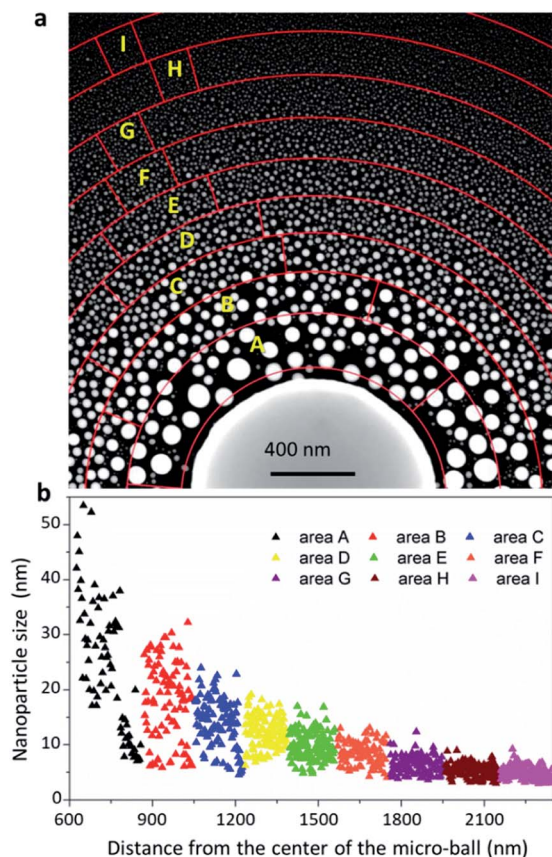 a
I
H
G
F
E
D
C
B
A
400 nm
b
50
40
30
20
10
0
area A area B area C
area D area E area F
area G area H area I
Nanoparticle size (nm)
600 900 1200 1500 1800 2100
Distance from the center of the micro-ball (nm)